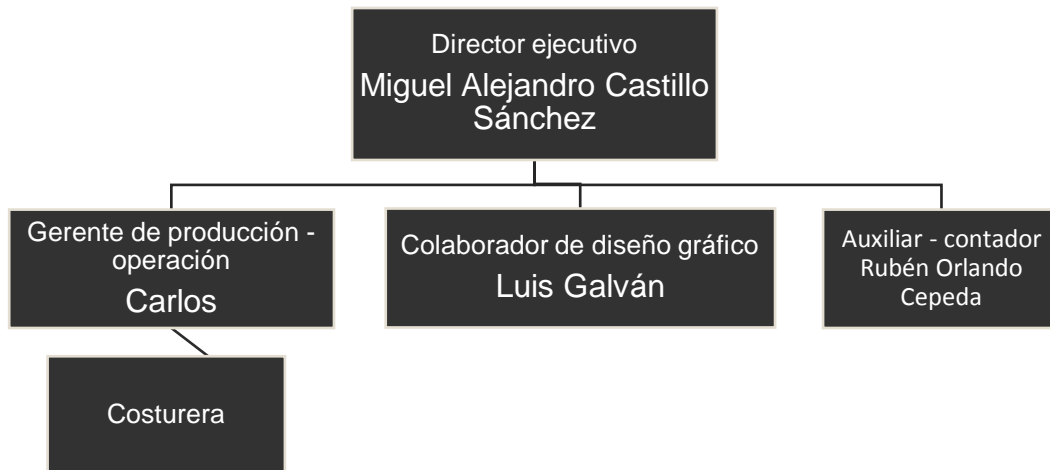 Director ejecutivo
Miguel Alejandro Castillo
Sánchez
Gerente de producción -
operación
Carlos
Colaborador de diseño gráfico
Luis Galván
Auxiliar - contador
Rubén Orlando
Cepeda
Costurera